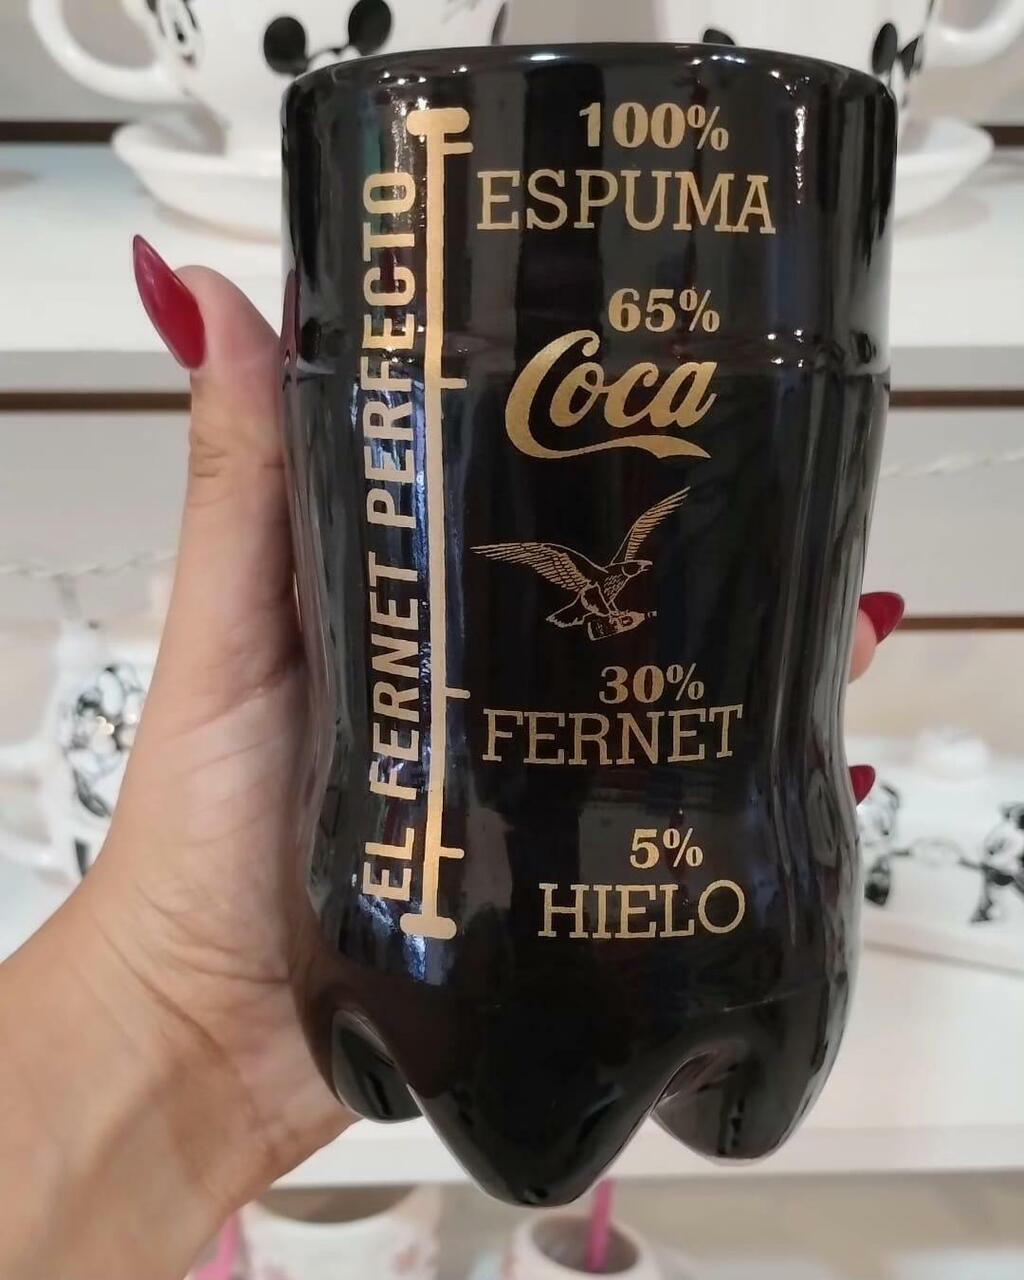 EL FERNET PERFECTO
100%
ESPUMA
65%
Coca
30%
FERNET
5%
HIELO